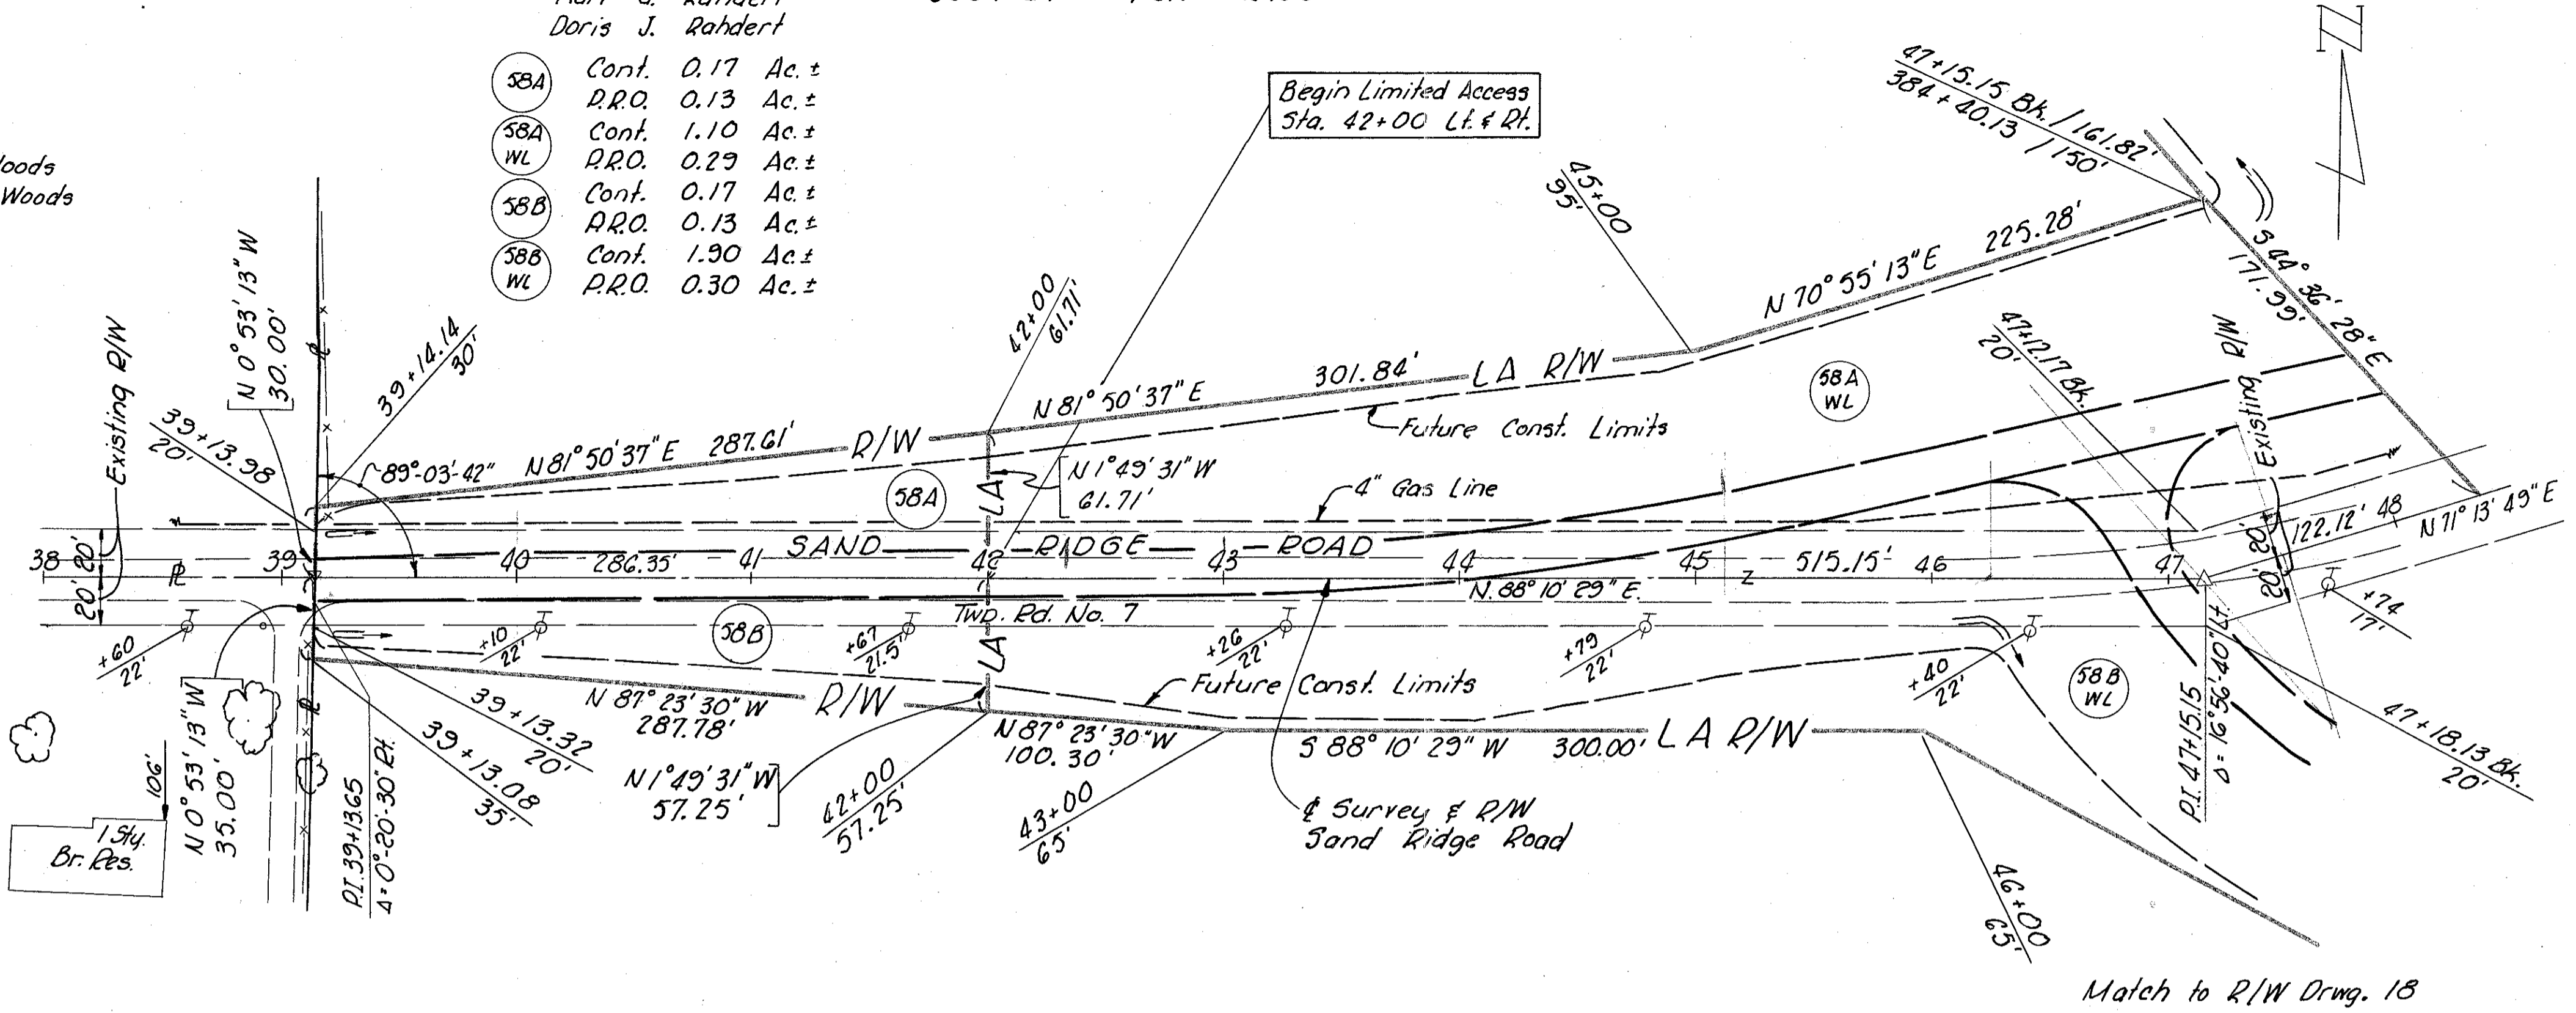 Doris J. Rahdert
58A Cont. 0.17 Ac. ±
P.R.O. 0.13 Ac. ±
58A WL Cont. 1.10 Ac. ±
P.R.O. 0.29 Ac. ±
58B Cont. 0.17 Ac. ±
P.R.O. 0.13 Ac. ±
58B WL Cont. 1.90 Ac. ±
P.R.O. 0.30 Ac. ±
Woods
Begin Limited Access
Sta. 42+00 Lt. & Rt.
47+15.15 Bk. / 161.82'
384+40.13 / 150'
N
45+00
95'
N 70° 55' 13" E 225.28'
S 44° 36' 28" E
171.99'
42+00
61.71'
N 81° 50' 37" E 301.84' LA R/W
58A
WL
Future Const. Limits
47+12.17 Bk.
20'
Existing R/W
Existing R/W
N 0° 53' 13" W
30.00'
39+14.14
30'
39+13.98
20'
89°-03'-42"
N 81° 50' 37" E 287.61' R/W
58A
LA
N 1° 49' 31" W
61.71'
4" Gas Line
SAND RIDGE ROAD
38 39 40 286.35' 41 42 43 44 45 515.15' 46 47
122.12' 48
N 71° 13' 49" E
20' 20'
20' 20'
PL
N. 88° 10' 29" E.
Twp. Rd. No. 7
58B
+60
22'
+10
22'
+67
21.5'
+26
22'
+79
22'
+40
22'
+74
17'
LA
Future Const. Limits
58B
WL
N 87° 23' 30" W
287.78'
R/W
N 87° 23' 30" W
100.30'
S 88° 10' 29" W 300.00' LA R/W
N 1° 49' 31" W
57.25'
42+00
57.25'
43+00
65'
39+13.32
20'
39+13.08
35'
N 0° 53' 13" W
35.00'
106'
1 Sty.
Br. Res.
P.I. 39+13.65
Δ = 0°-20'-30" Rt.
℄ Survey & R/W
Sand Ridge Road
P.I. 47+15.15
Δ = 16°56'-40" Lt.
47+18.13 Bk.
20'
46+00
65'
Match to R/W Drwg. 18